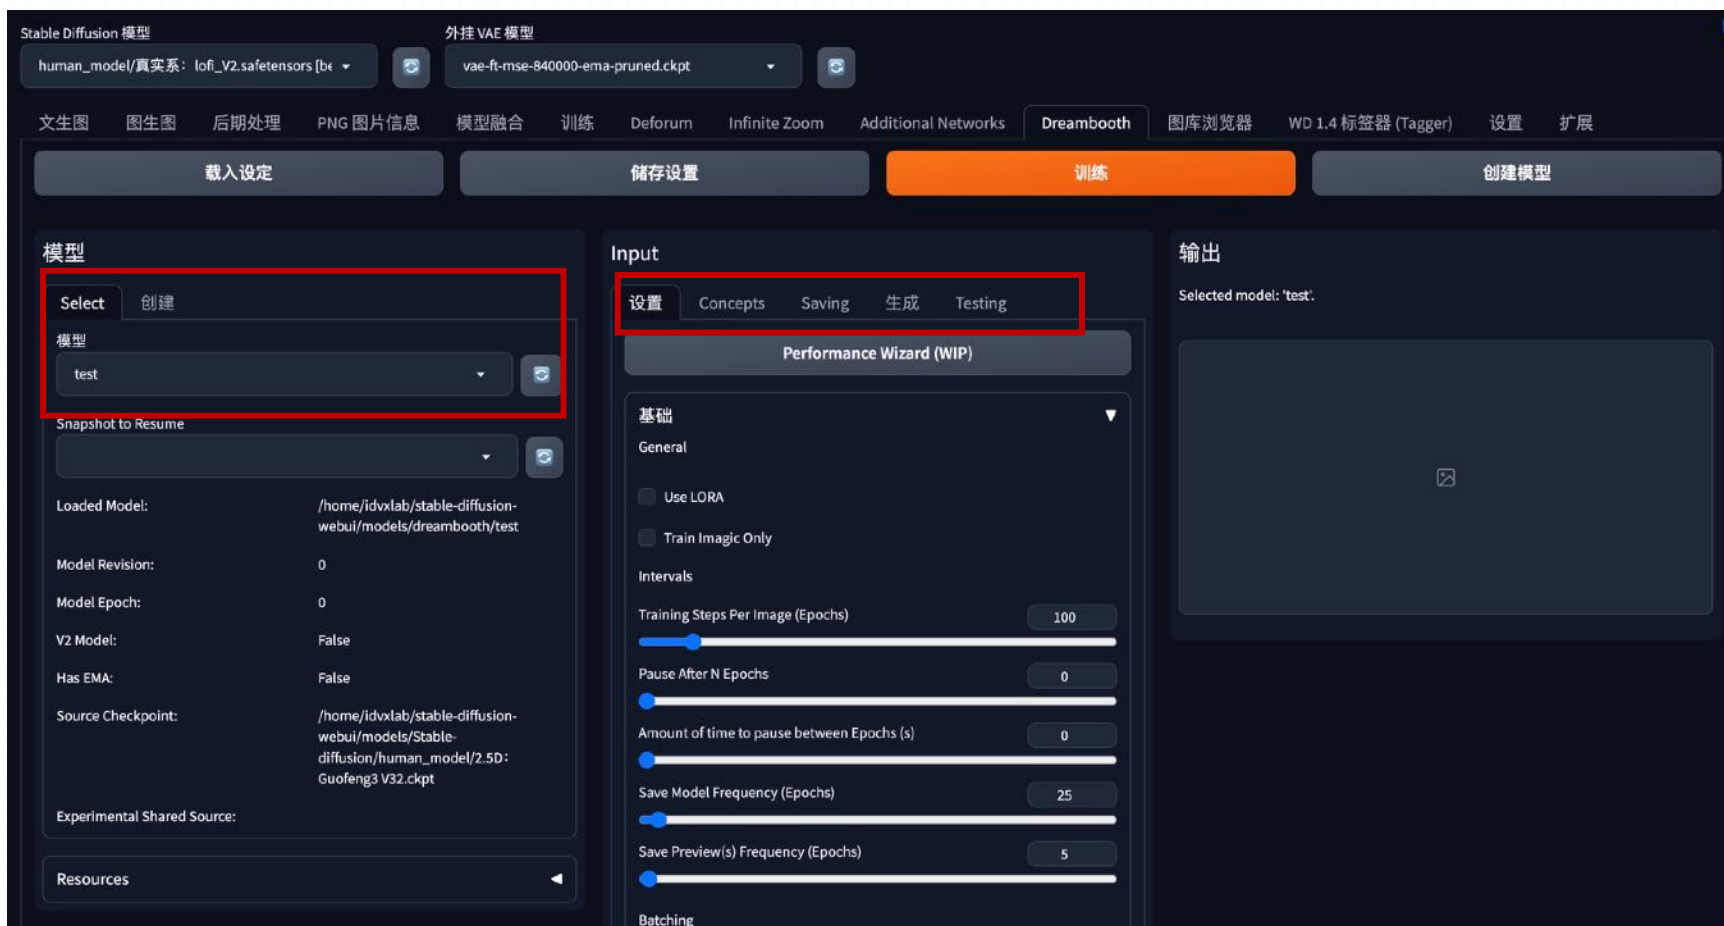 Stable Diffusion 模型
外挂 VAE 模型
human_model/真实系：lofi_V2.safetensors [be
vae-ft-mse-840000-ema-pruned.ckpt
文生图 图生图 后期处理 PNG 图片信息 模型融合 训练 Deforum Infinite Zoom Additional Networks Dreambooth 图库浏览器 WD 1.4 标签器 (Tagger) 设置 扩展
载入设定 储存设置 训练 创建模型
模型
Select 创建
模型
test
Snapshot to Resume
Loaded Model: /home/idvxlab/stable-diffusion-
webui/models/dreambooth/test
Model Revision: 0
Model Epoch: 0
V2 Model: False
Has EMA: False
Source Checkpoint: /home/idvxlab/stable-diffusion-
webui/models/Stable-
diffusion/human_model/2.5D：
Guofeng3 V32.ckpt
Experimental Shared Source:
Resources
Input
设置 Concepts Saving 生成 Testing
Performance Wizard (WIP)
基础
General
Use LORA
Train Imagic Only
Intervals
Training Steps Per Image (Epochs) 100
Pause After N Epochs 0
Amount of time to pause between Epochs (s) 0
Save Model Frequency (Epochs) 25
Save Preview(s) Frequency (Epochs) 5
Batching
输出
Selected model: 'test'.